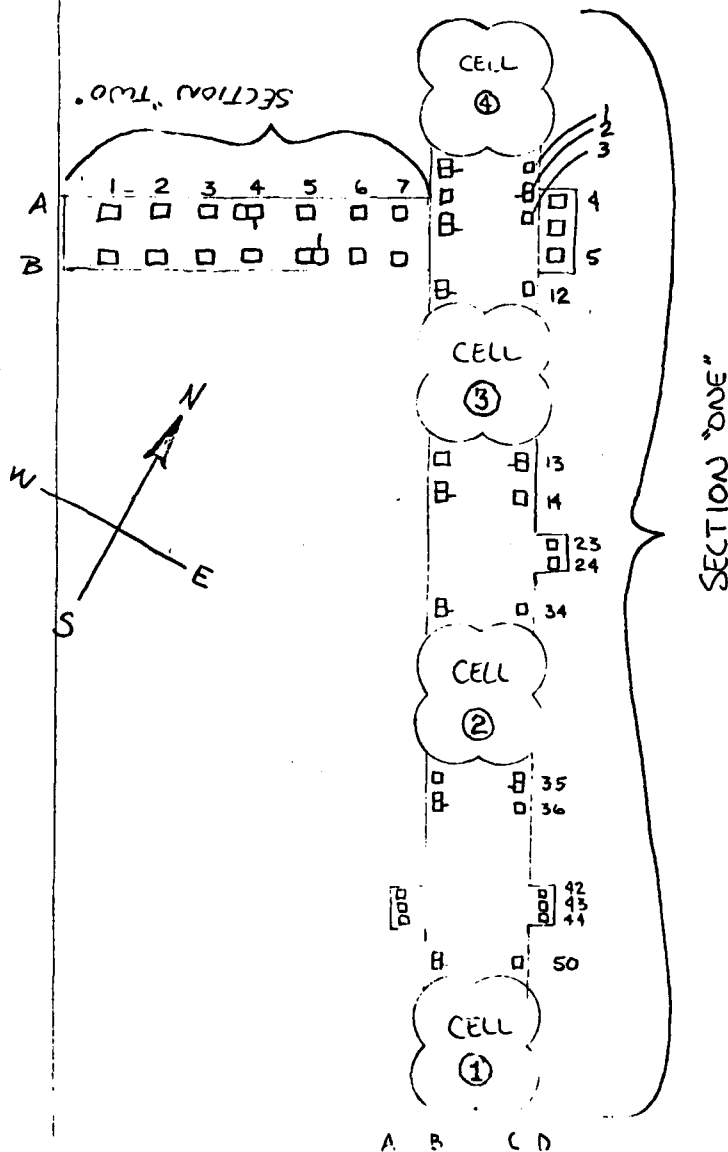 CELL
④
SECTION "TWO".
1
2
3
A 1 2 3 4 5 6 7
4
B
5
12
CELL
③
N
W
E
S
13
14
23
24
34
CELL
②
35
36
42
43
44
50
CELL
①
A B C D
SECTION "ONE"